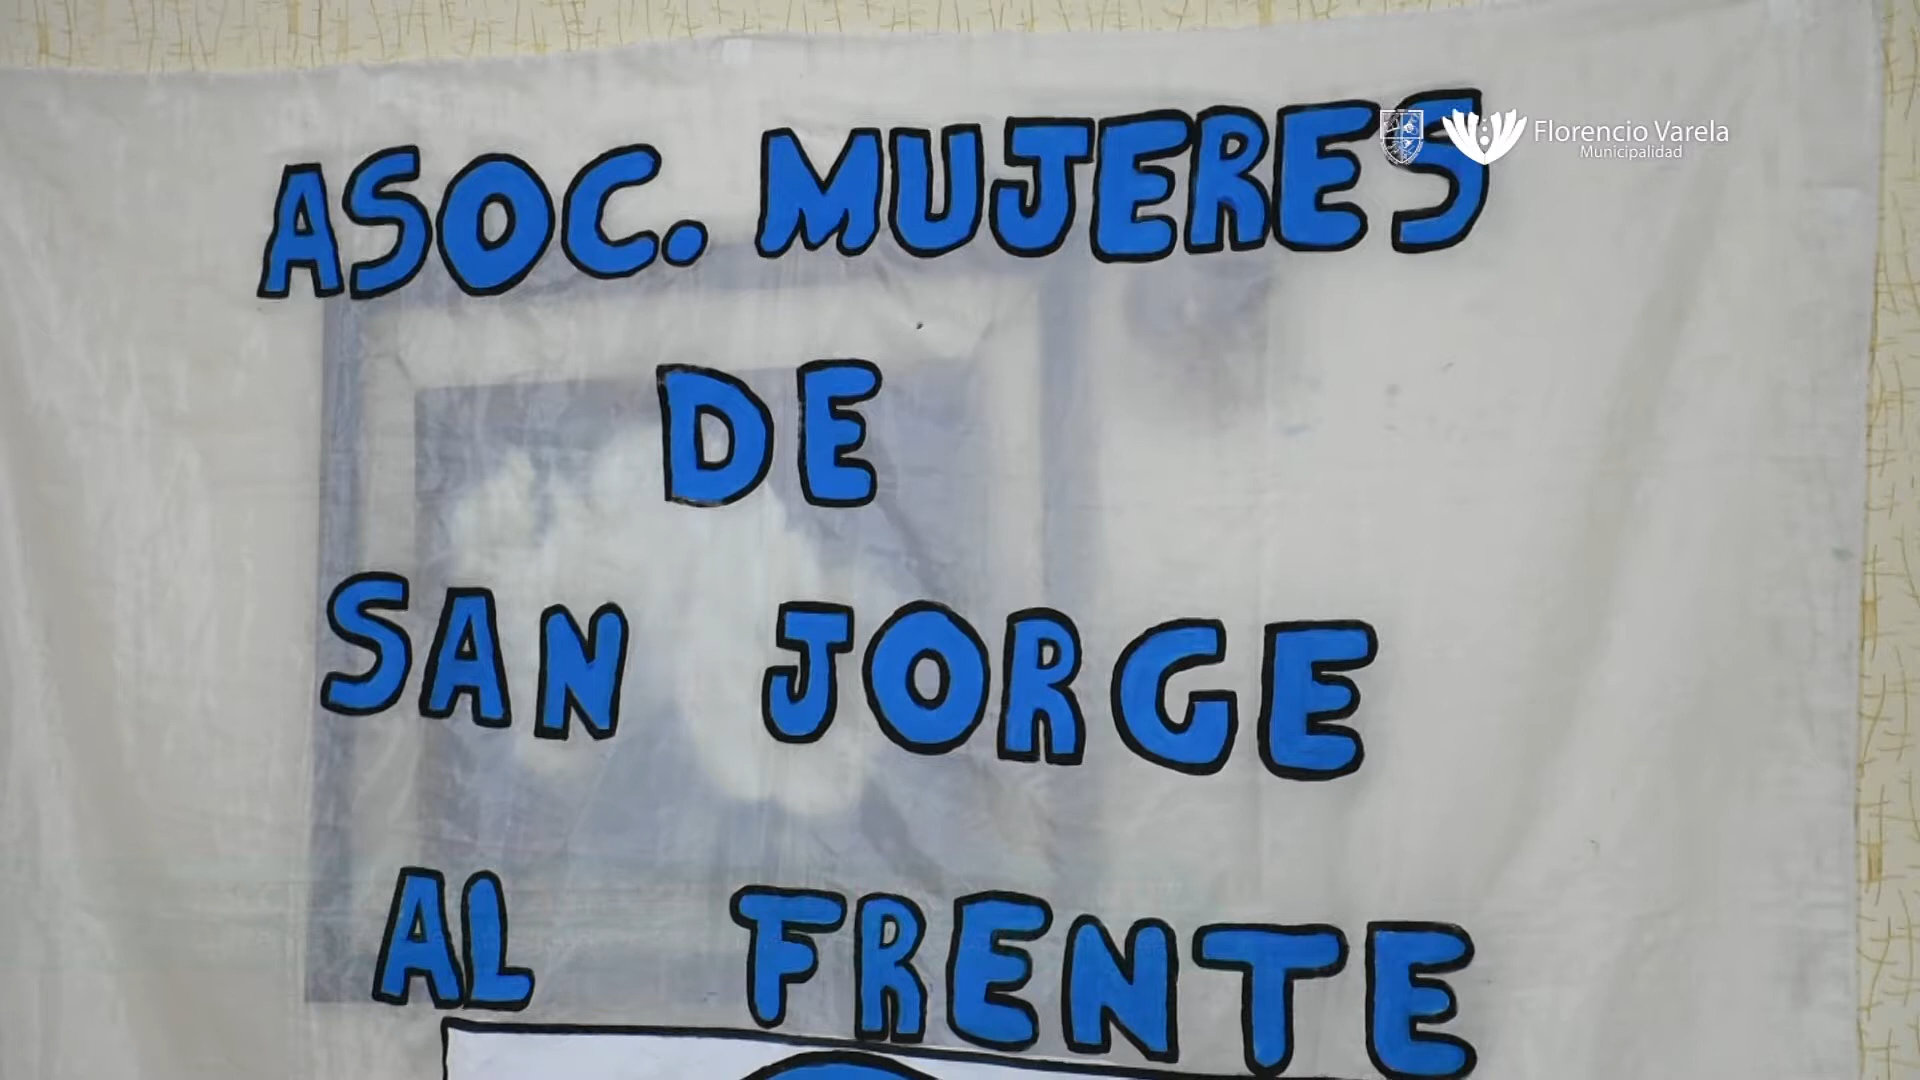 ASOC. MUJERES
DE
SAN JORGE
AL FRENTE
Florencio Varela
Municipalidad